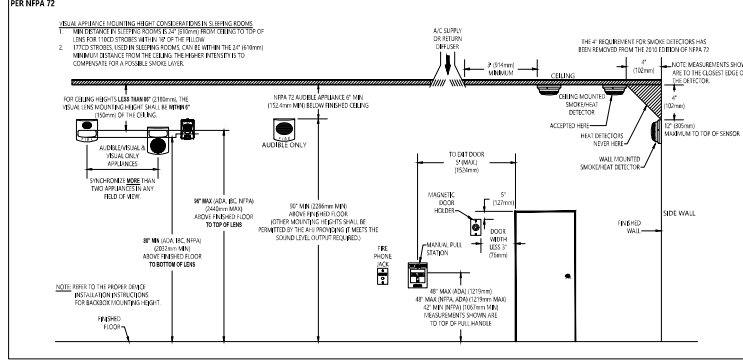 PER NFPA 72
VISUAL APPLIANCE MOUNTING HEIGHT CONSIDERATIONS IN SLEEPING ROOMS
1. MIN DISTANCE IN SLEEPING ROOMS IS 24" (610mm) FROM CEILING TO TOP OF
LENS FOR 110CD STROBES WITHIN 16' OF THE PILLOW
2. 177CD STROBES, USED IN SLEEPING ROOMS, CAN BE WITHIN THE 24" (610mm)
MINIMUM DISTANCE FROM THE CEILING. THE HIGHER INTENSITY IS TO
COMPENSATE FOR A POSSIBLE SMOKE LAYER.
A/C SUPPLY
OR RETURN
DIFFUSER
3' (914mm)
MINIMUM
THE 4" REQUIREMENT FOR SMOKE DETECTORS HAS
BEEN REMOVED FROM THE 2010 EDITION OF NFPA 72
4"
(102mm)
NOTE: MEASUREMENTS SHOW
ARE TO THE CLOSEST EDGE O
THE DETECTOR.
CEILING
FOR CEILING HEIGHTS LESS THAN 86" (2180mm), THE
VISUAL LENS MOUNTING HEIGHT SHALL BE WITHIN 6"
(150mm) OF THE CEILING.
NFPA 72 AUDIBLE APPLIANCE 6" MIN
(152.4mm MIN) BELOW FINISHED CEILING
CEILING MOUNTED
SMOKE/HEAT
DETECTOR
ACCEPTED HERE
HEAT DETECTORS
NEVER HERE
4"
(102mm)
12" (305mm)
MAXIMUM TO TOP OF SENSOR
WALL MOUNTED
SMOKE/HEAT DETECTOR
FIRE
FIRE
AUDIBLE ONLY
AUDIBLE/VISUAL &
VISUAL ONLY
APPLIANCES
SYNCHRONIZE MORE THAN
TWO APPLIANCES IN ANY
FIELD OF VIEW.
TO EXIT DOOR
5' (MAX.)
(1524mm)
96" MAX (ADA, IBC, NFPA)
(2440mm MAX)
ABOVE FINISHED FLOOR
TO TOP OF LENS
90" MIN (2286mm MIN)
ABOVE FINISHED FLOOR
(OTHER MOUNTING HEIGHTS SHALL BE
PERMITTED BY THE AHJ PROVIDING IT MEETS THE
SOUND LEVEL OUTPUT REQUIRED.)
MAGNETIC
DOOR
HOLDER
5"
(127mm)
DOOR
WIDTH
LESS 3"
(76mm)
FINISHED
WALL
SIDE WALL
80" MIN (ADA, IBC, NFPA)
(2032mm MIN)
ABOVE FINISHED FLOOR
TO BOTTOM OF LENS
FIRE
PHONE
JACK
MANUAL PULL
STATION
48" MAX (ADA) (1219mm)
48" MAX (NFPA, ADA) (1219mm MAX)
42" MIN (NFPA) (1067mm MIN)
MEASUREMENTS SHOWN ARE
TO TOP OF PULL HANDLE
NOTE: REFER TO THE PROPER DEVICE
INSTALLATION INSTRUCTIONS
FOR BACKBOX MOUNTING HEIGHT.
FINISHED
FLOOR